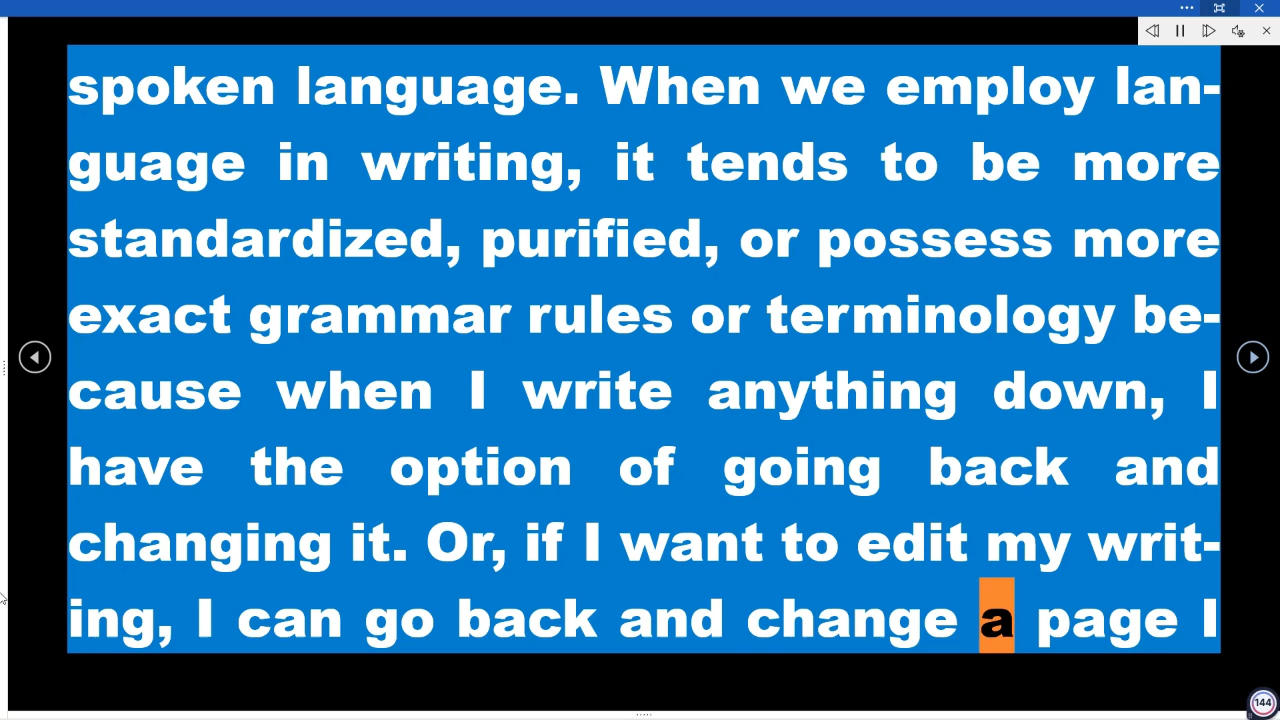 spoken language. When we employ lan-
guage in writing, it tends to be more
standardized, purified, or possess more
exact grammar rules or terminology be-
cause when I write anything down, I
have the option of going back and
changing it. Or, if I want to edit my writ-
ing, I can go back and change a page I
144